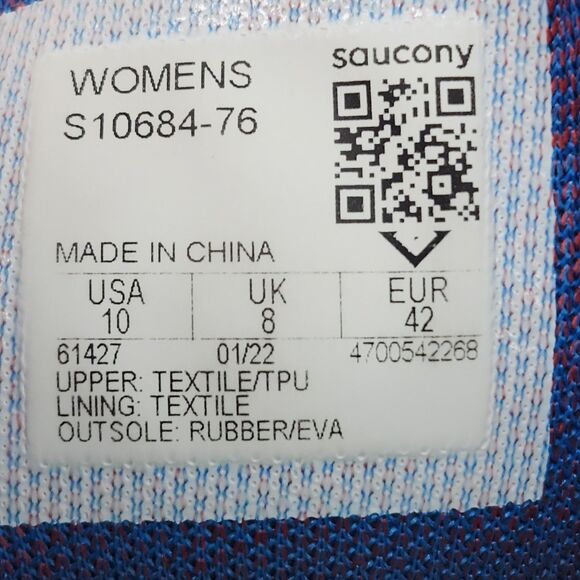 saucony
WOMENS
S10684-76
MADE IN CHINA
USA UK EUR
10 8 42
61427 01/22 4700542268
UPPER: TEXTILE/TPU
LINING: TEXTILE
OUTSOLE: RUBBER/EVA